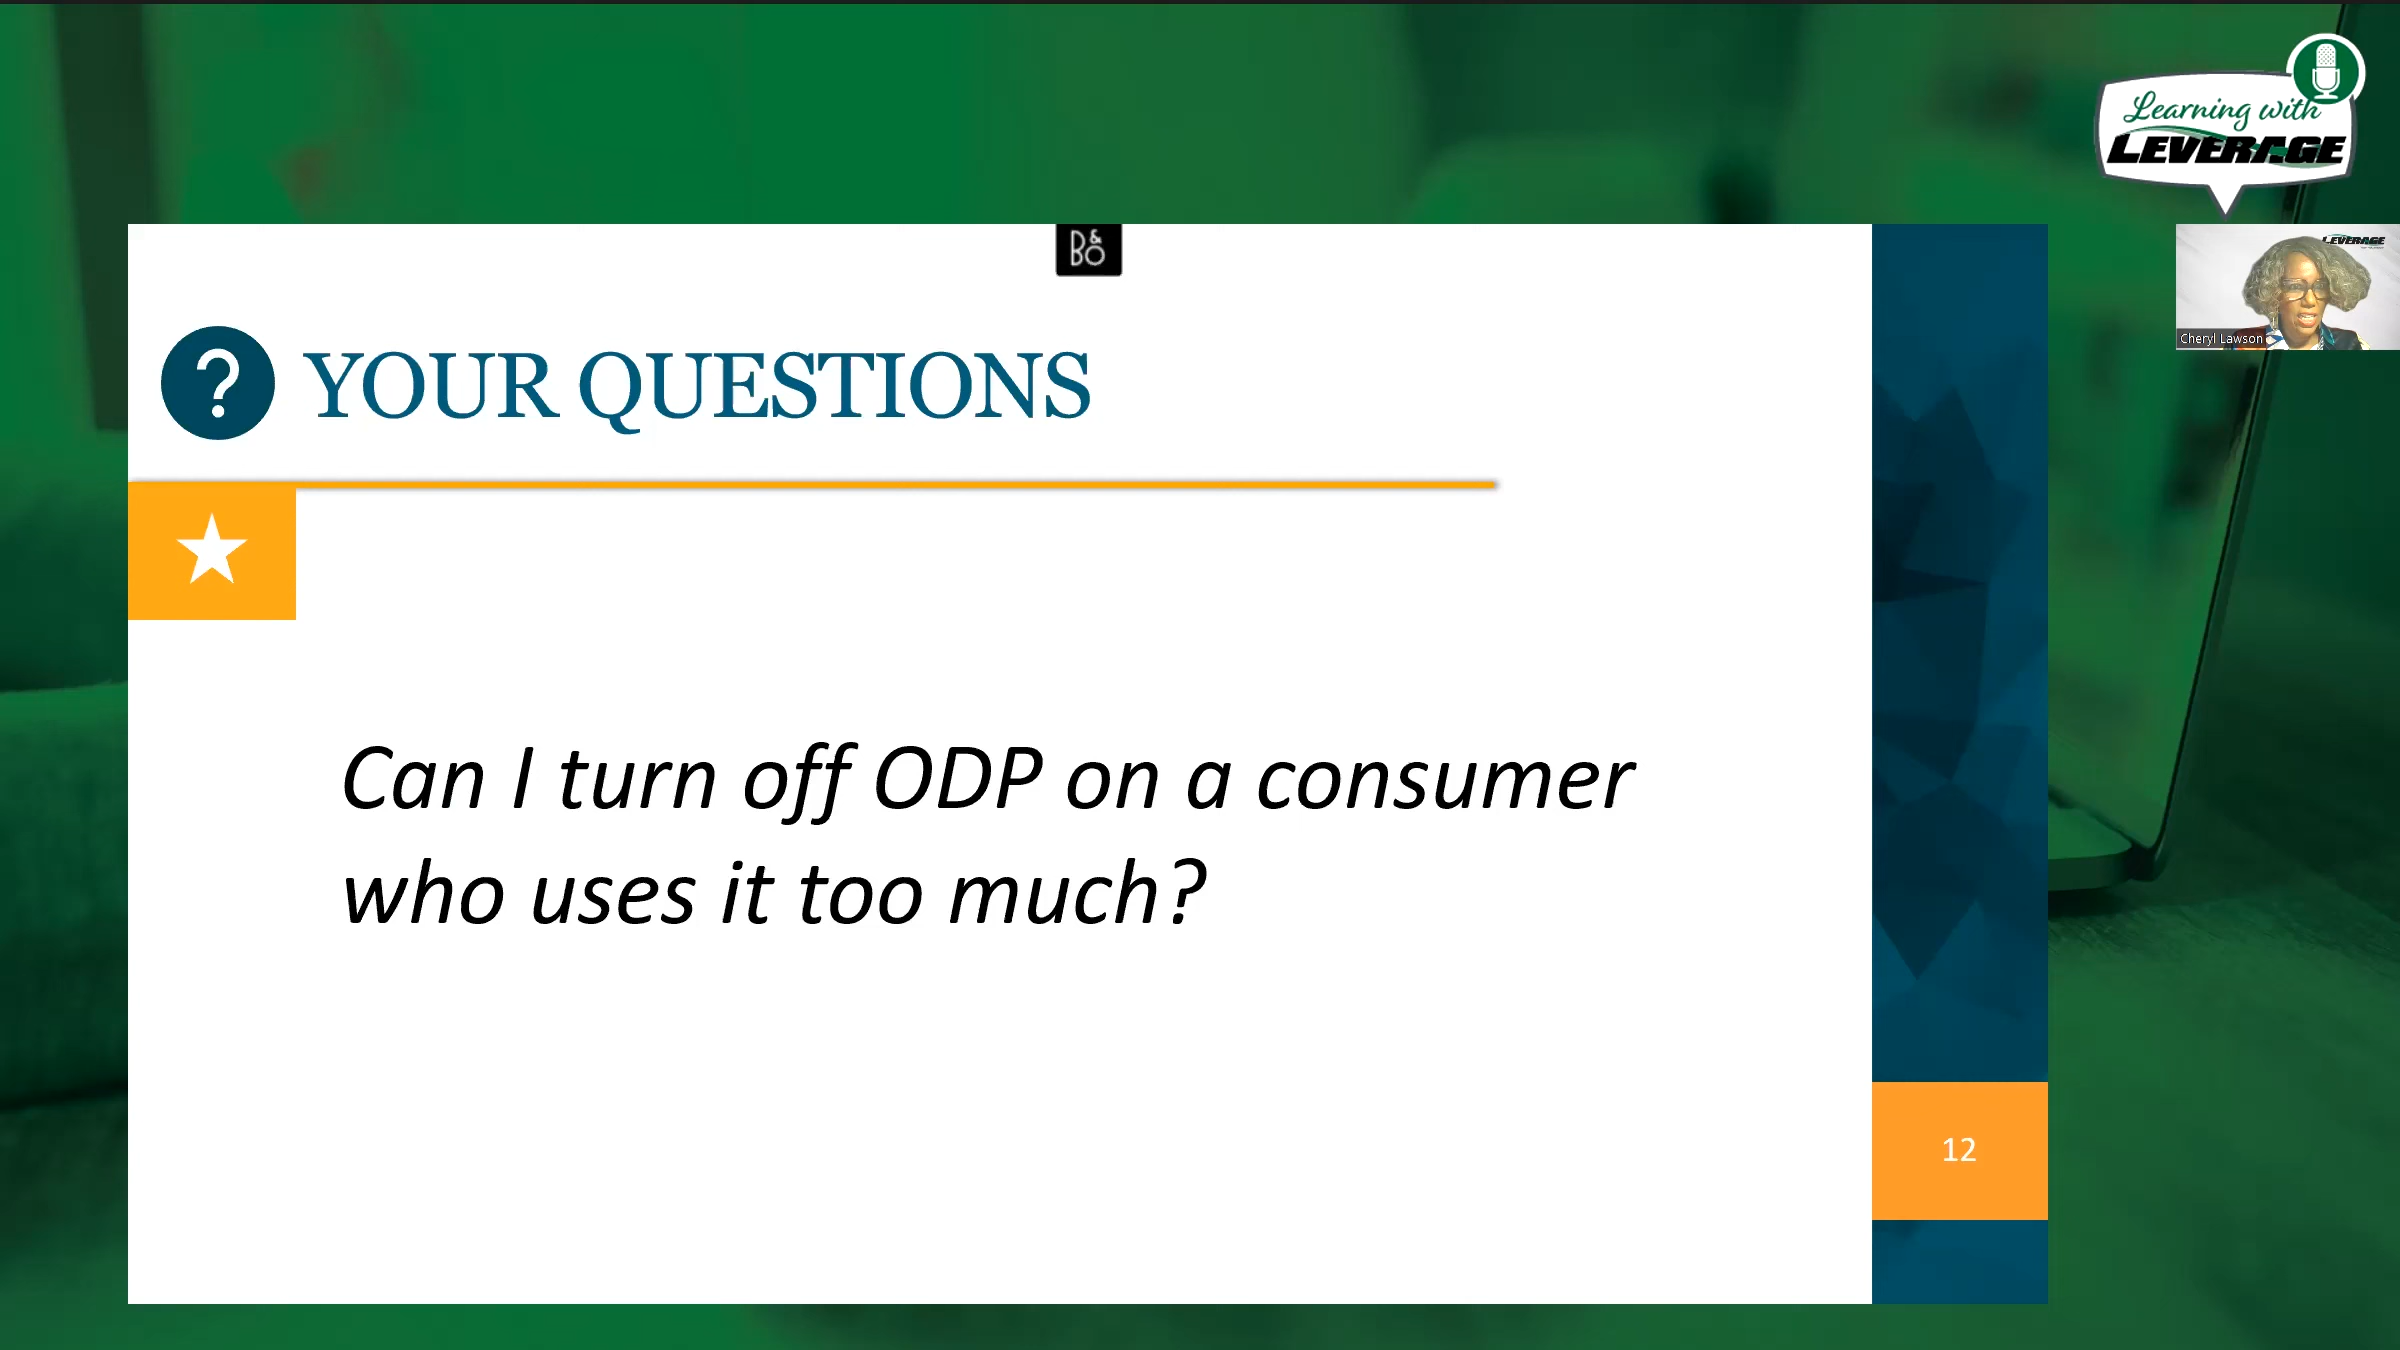 Learning with
LEVERAGE
B&O
LEVERAGE
Cheryl Lawson
? YOUR QUESTIONS
Can I turn off ODP on a consumer
who uses it too much?
12